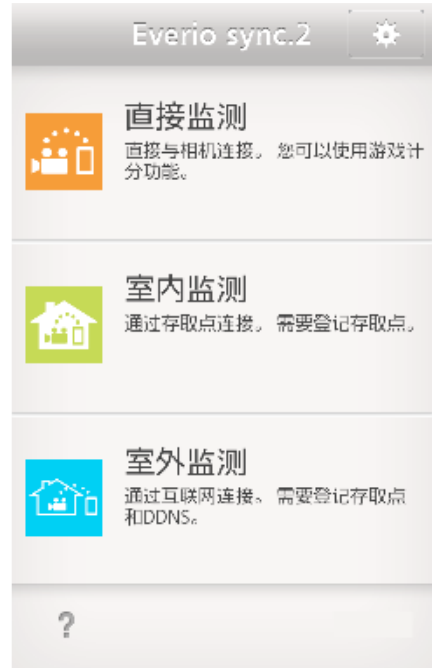 Everio sync.2
直接监测
直接与相机连接。您可以使用游戏计
分功能。
室内监测
通过存取点连接。需要登记存取点。
室外监测
通过互联网连接。需要登记存取点
和DDNS。
?